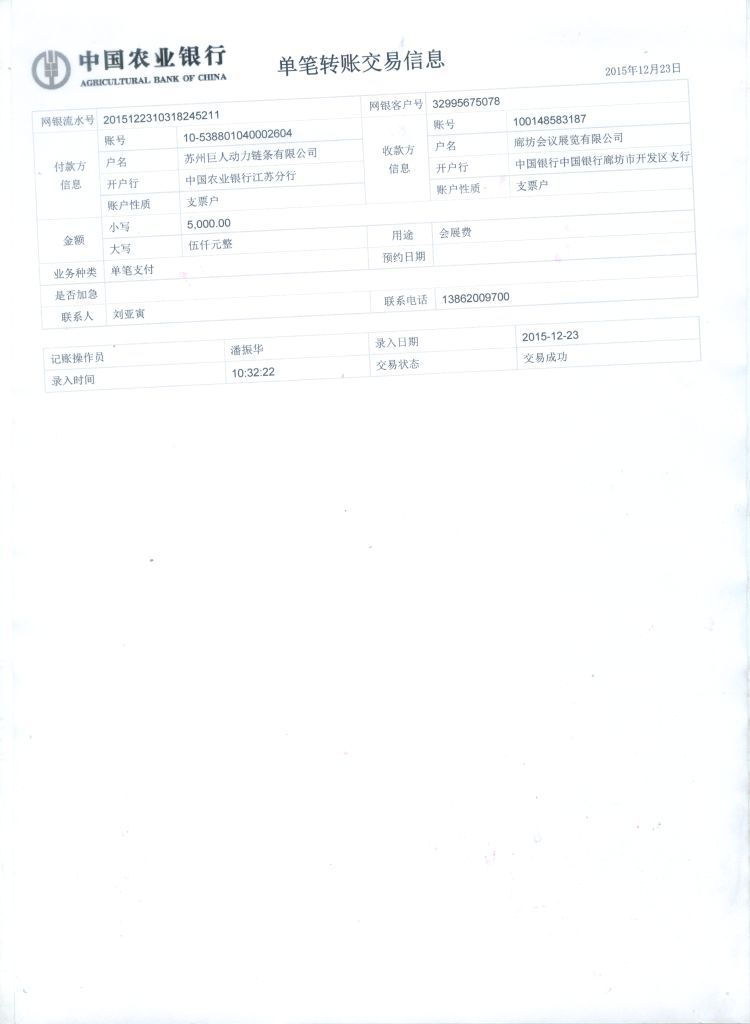 中国农业银行
AGRICULTURAL BANK OF CHINA
单笔转账交易信息
2015年12月23日
网银流水号 2015122310318245211 网银客户号 32995675078
付款方信息 账号 10-538801040002604 收款方信息 账号 100148583187
户名 苏州巨人动力链条有限公司 户名 廊坊会议展览有限公司
开户行 中国农业银行江苏分行 开户行 中国银行中国银行廊坊市开发区支行
账户性质 支票户 账户性质 支票户
金额 小写 5,000.00
大写 伍仟元整 用途 会展费
业务种类 单笔支付 预约日期
是否加急
联系人 刘亚寅 联系电话 13862009700
记账操作员 潘振华 录入日期 2015-12-23
录入时间 10:32:22 交易状态 交易成功